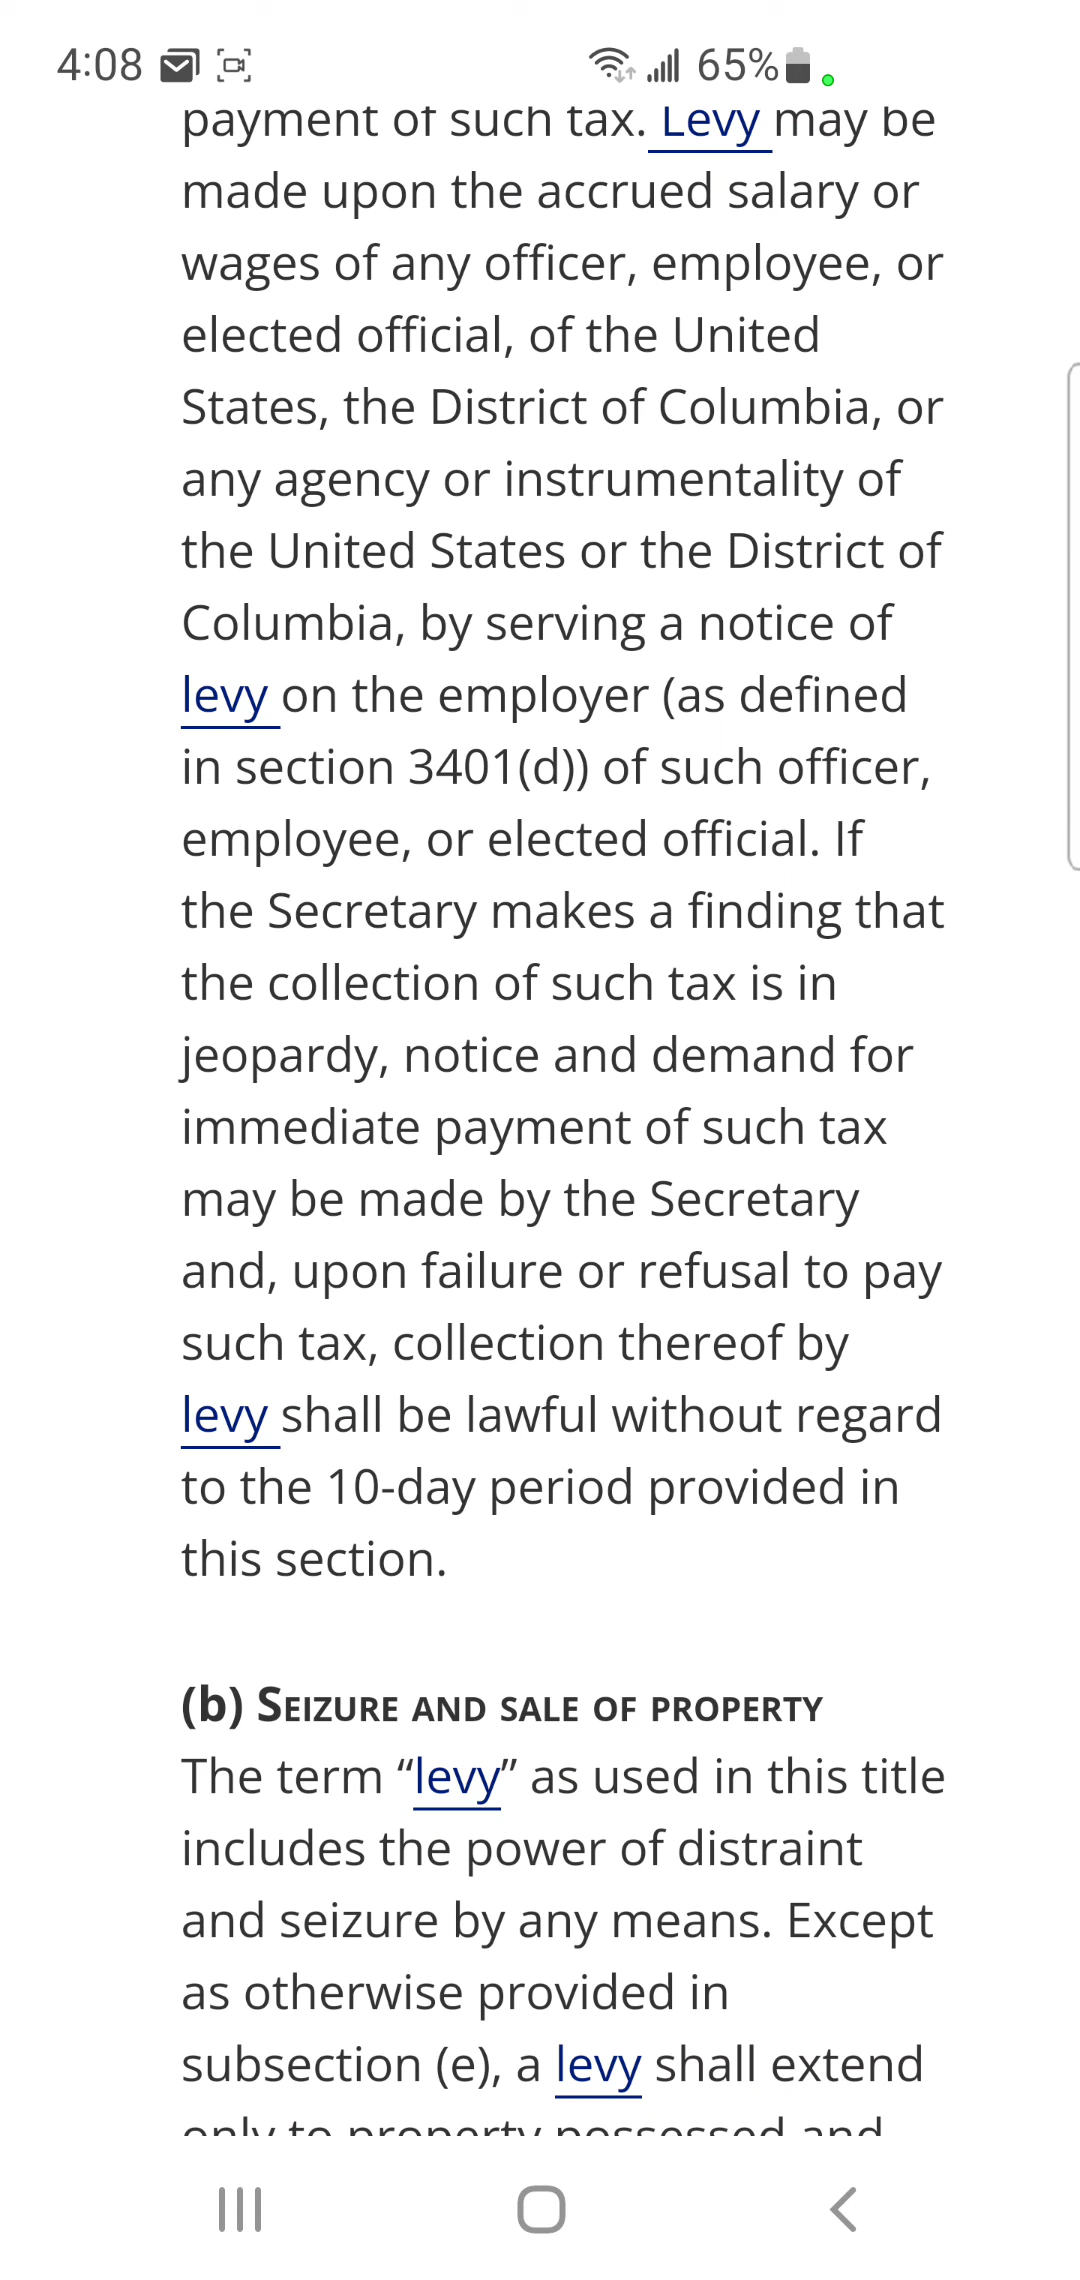 4:08 65%
payment of such tax. Levy may be
made upon the accrued salary or
wages of any officer, employee, or
elected official, of the United
States, the District of Columbia, or
any agency or instrumentality of
the United States or the District of
Columbia, by serving a notice of
levy on the employer (as defined
in section 3401(d)) of such officer,
employee, or elected official. If
the Secretary makes a finding that
the collection of such tax is in
jeopardy, notice and demand for
immediate payment of such tax
may be made by the Secretary
and, upon failure or refusal to pay
such tax, collection thereof by
levy shall be lawful without regard
to the 10-day period provided in
this section.
(b) SEIZURE AND SALE OF PROPERTY
The term “levy” as used in this title
includes the power of distraint
and seizure by any means. Except
as otherwise provided in
subsection (e), a levy shall extend
only to property possessed and